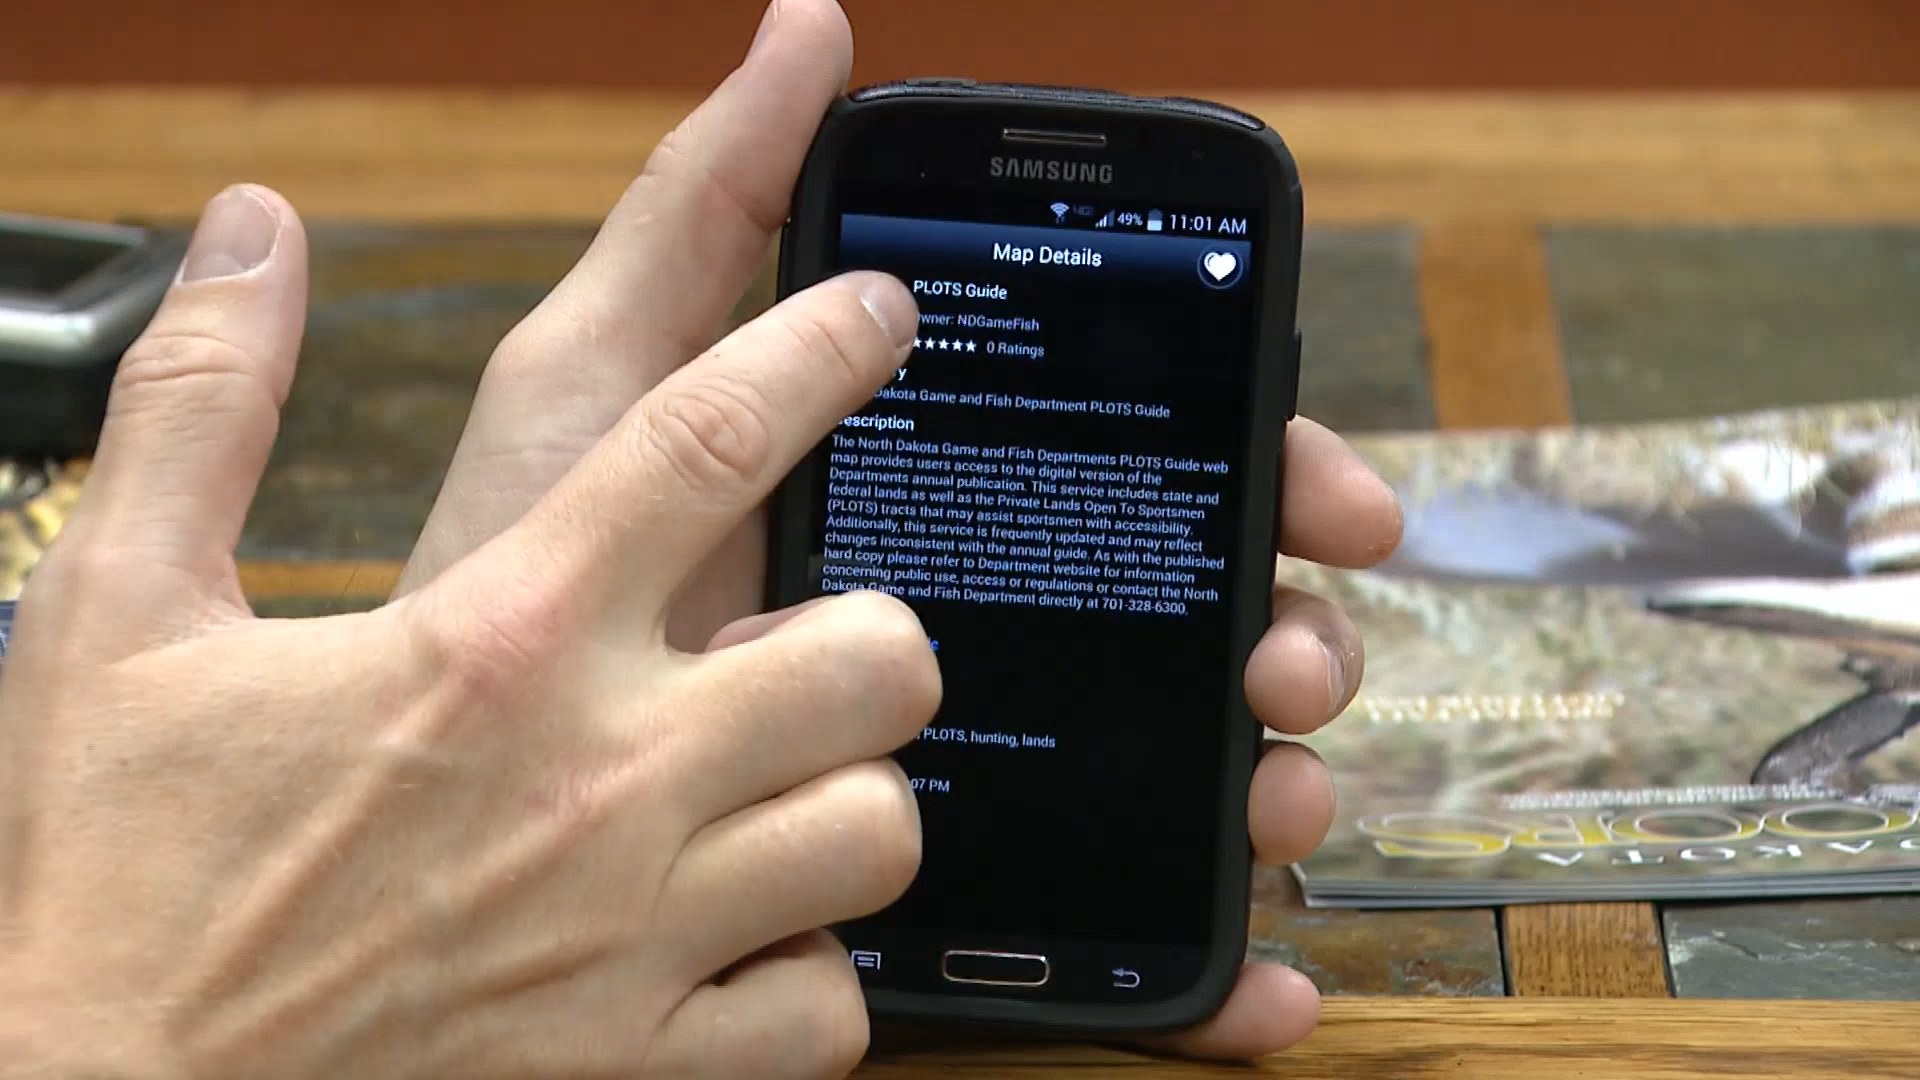 SAMSUNG
49% 11:01 AM
Map Details
PLOTS Guide
wner: NDGameFish
0 Ratings
y
Dakota Game and Fish Department PLOTS Guide
Description
The North Dakota Game and Fish Departments PLOTS Guide web
map provides users access to the digital version of the
Departments annual publication. This service includes state and
federal lands as well as the Private Lands Open To Sportsmen
(PLOTS) tracts that may assist sportsmen with accessibility.
Additionally, this service is frequently updated and may reflect
changes inconsistent with the annual guide. As with the published
hard copy please refer to Department website for information
concerning public use, access or regulations or contact the North
Dakota Game and Fish Department directly at 701-328-6300.
, PLOTS, hunting, lands
07 PM